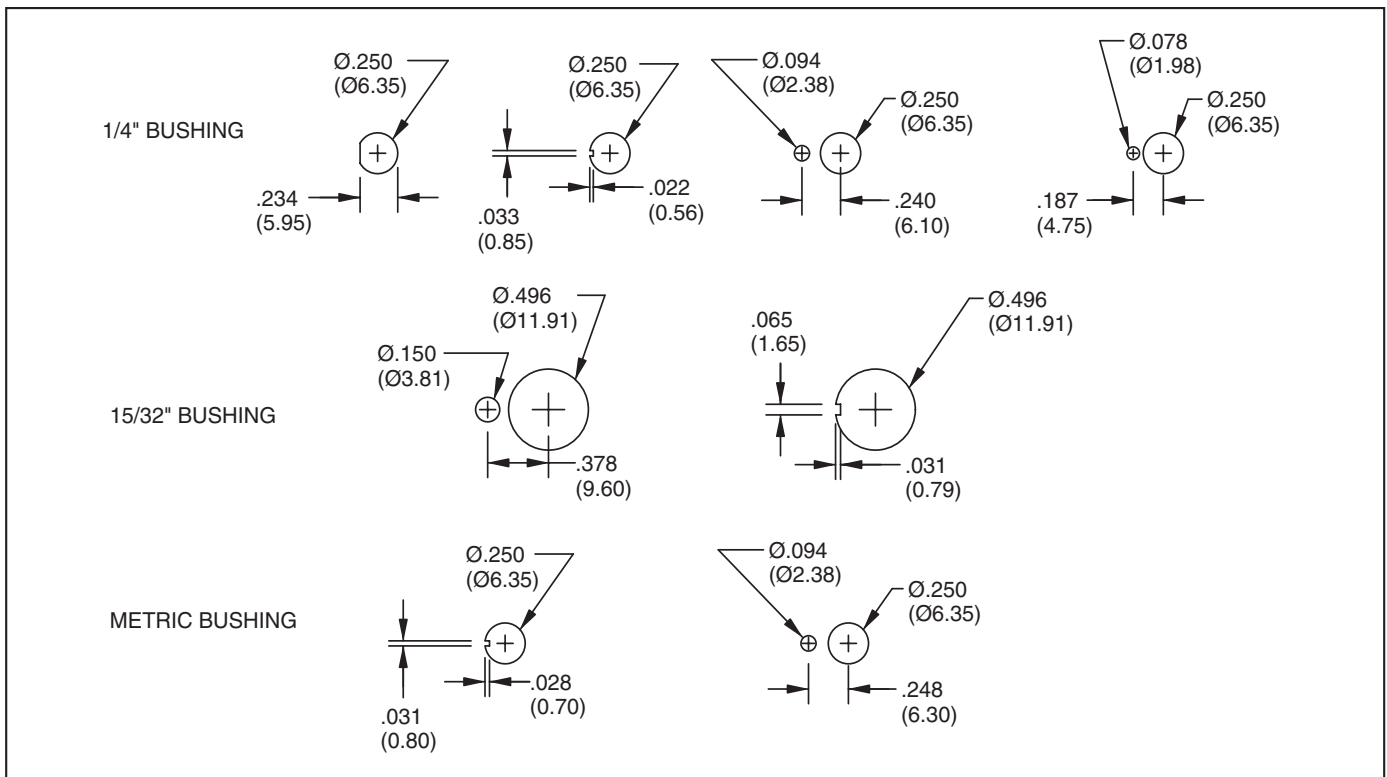 Ø.250
(Ø6.35)
Ø.250
(Ø6.35)
Ø.094
(Ø2.38)
Ø.078
(Ø1.98)
Ø.250
(Ø6.35)
Ø.250
(Ø6.35)
1/4" BUSHING
.234
(5.95)
.033
(0.85)
.022
(0.56)
.240
(6.10)
.187
(4.75)
Ø.496
(Ø11.91)
Ø.150
(Ø3.81)
.065
(1.65)
Ø.496
(Ø11.91)
15/32" BUSHING
.378
(9.60)
.031
(0.79)
Ø.250
(Ø6.35)
Ø.094
(Ø2.38)
Ø.250
(Ø6.35)
METRIC BUSHING
.031
(0.80)
.028
(0.70)
.248
(6.30)